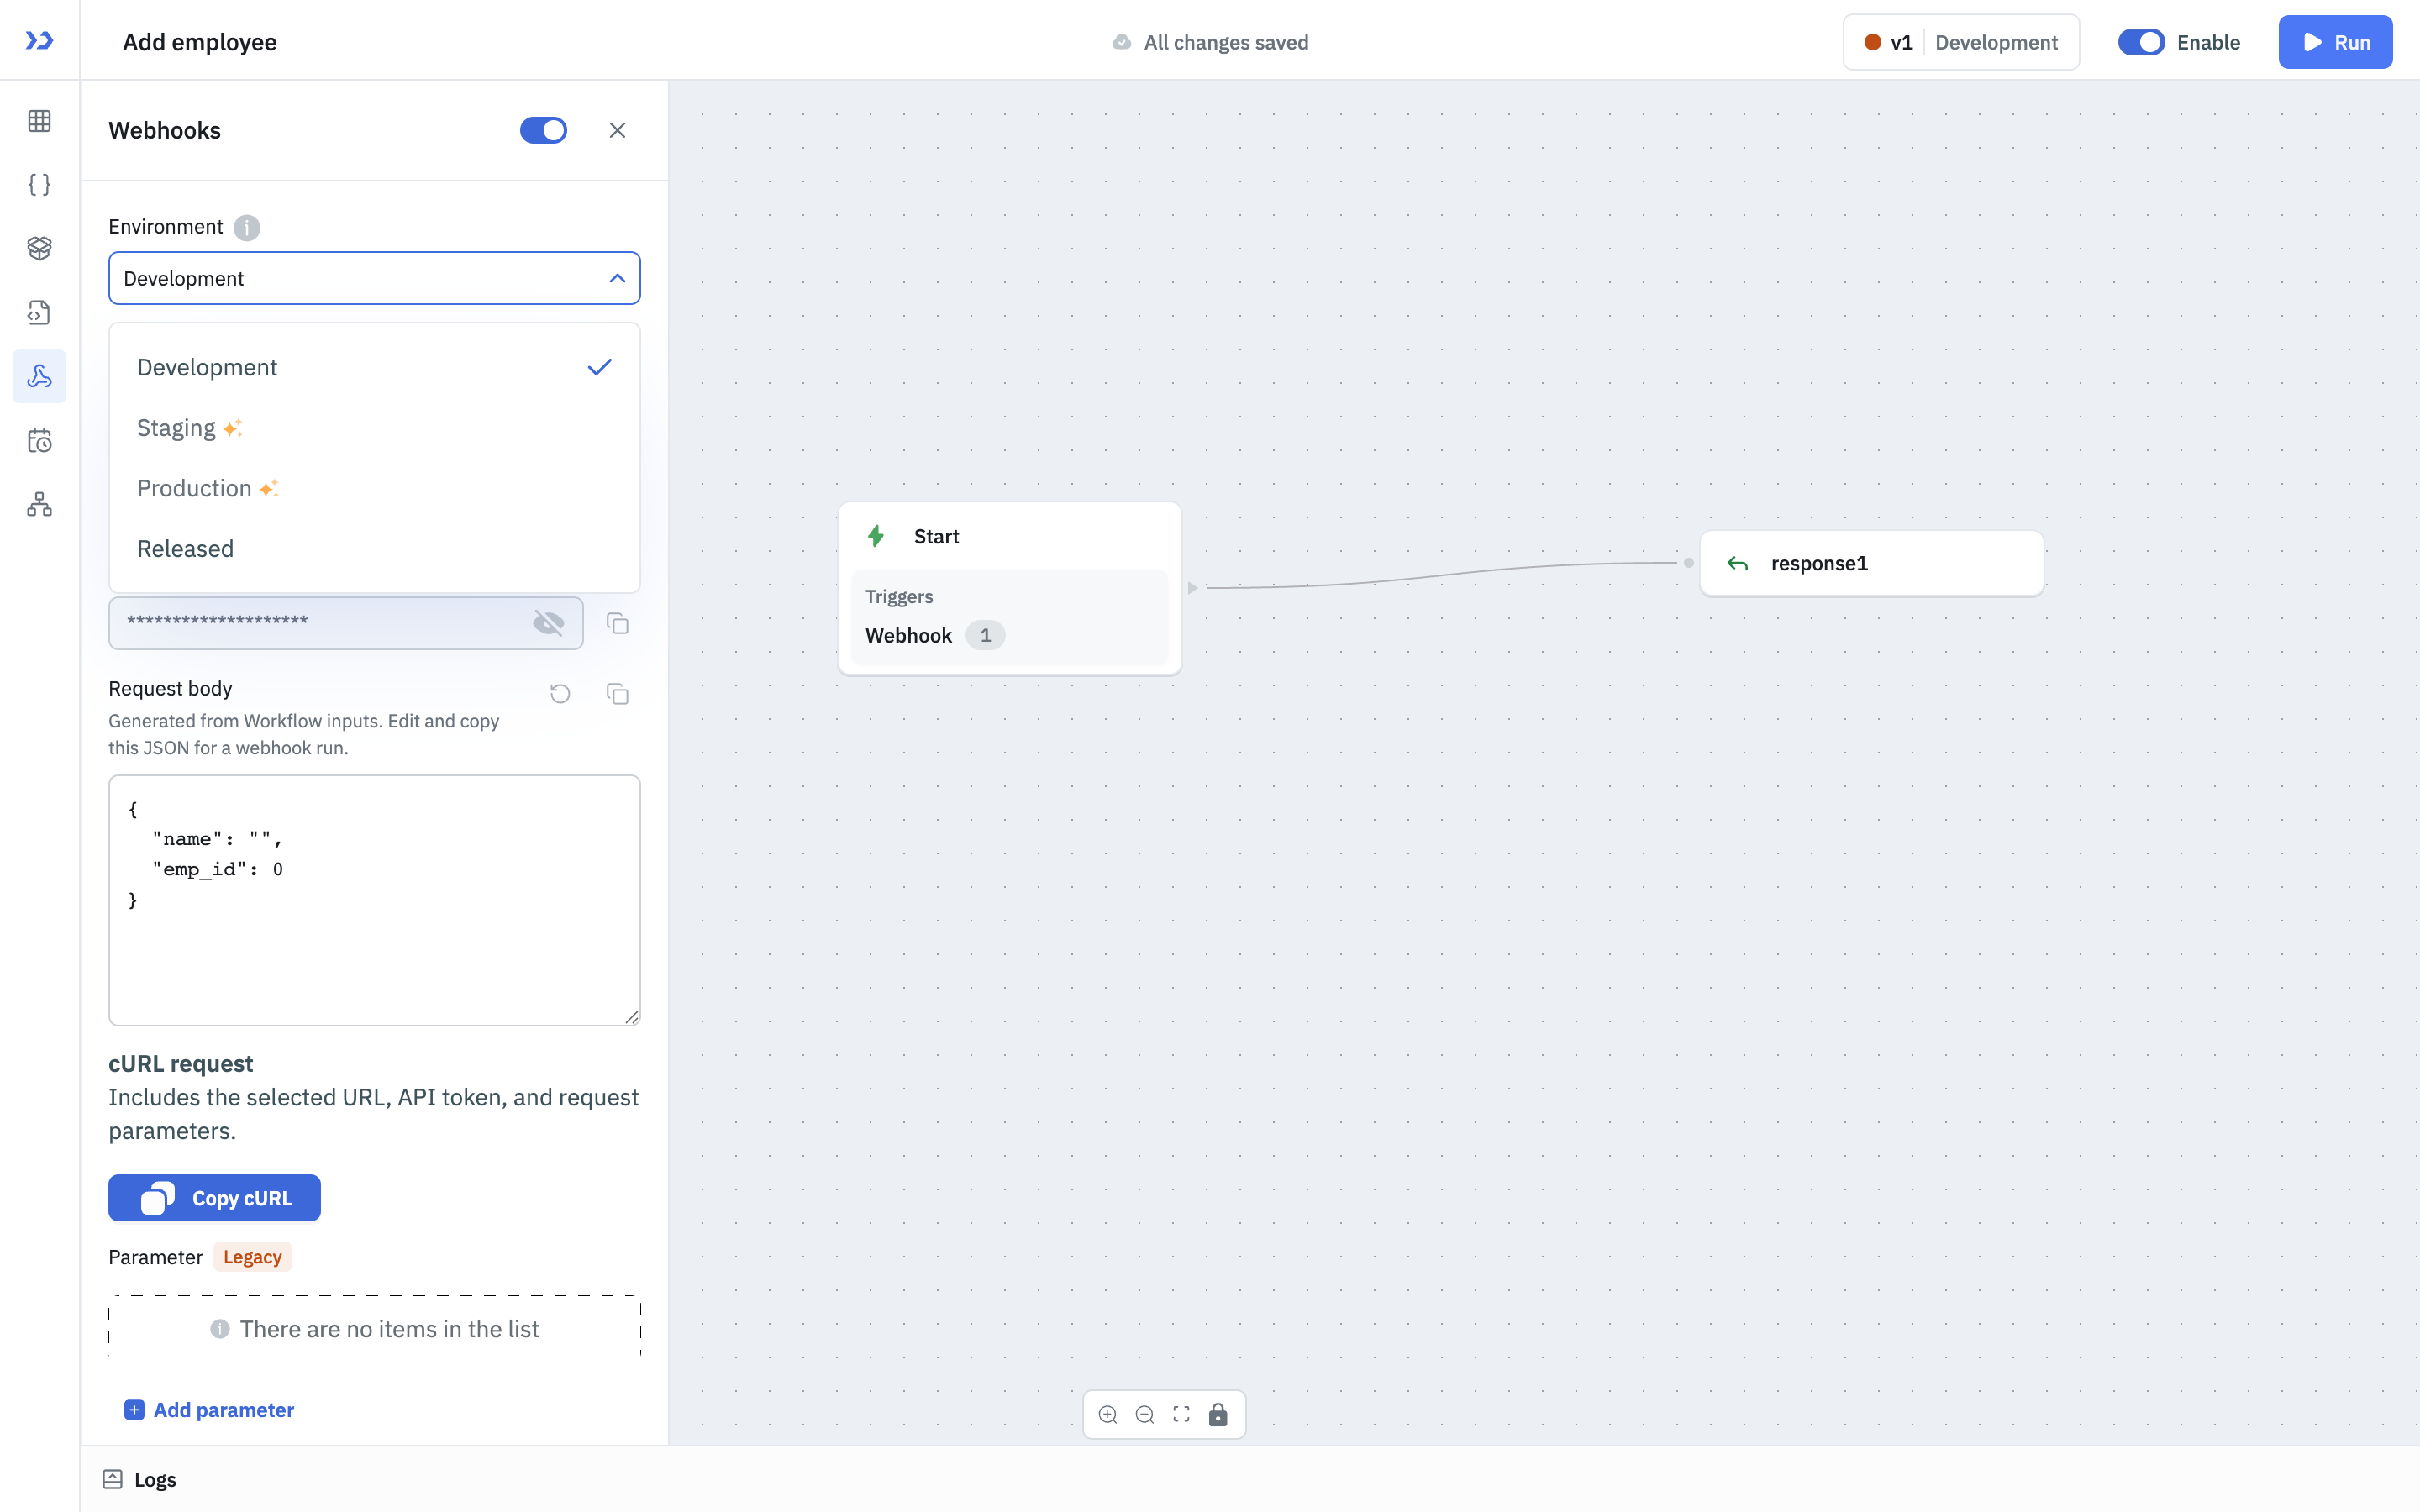 Add employee
All changes saved
v1 Development
Enable
Run
Webhooks
Environment
Development
Development
Staging
Production
Released
********************
Request body
Generated from Workflow inputs. Edit and copy
this JSON for a webhook run.
{
"name": "",
"emp_id": 0
}
cURL request
Includes the selected URL, API token, and request
parameters.
Copy cURL
Parameter Legacy
There are no items in the list
Add parameter
Start
Triggers
Webhook 1
response1
Logs